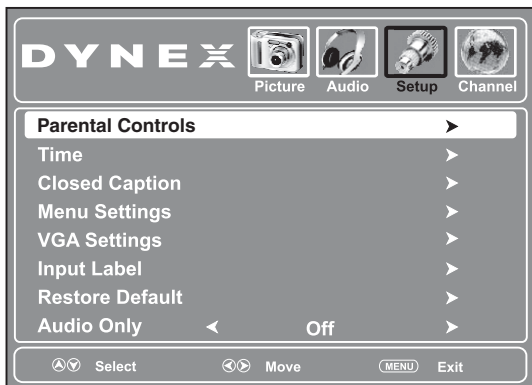 DYNEX
Picture Audio Setup Channel
Parental Controls
Time
Closed Caption
Menu Settings
VGA Settings
Input Label
Restore Default
Audio Only Off
Select Move MENU Exit